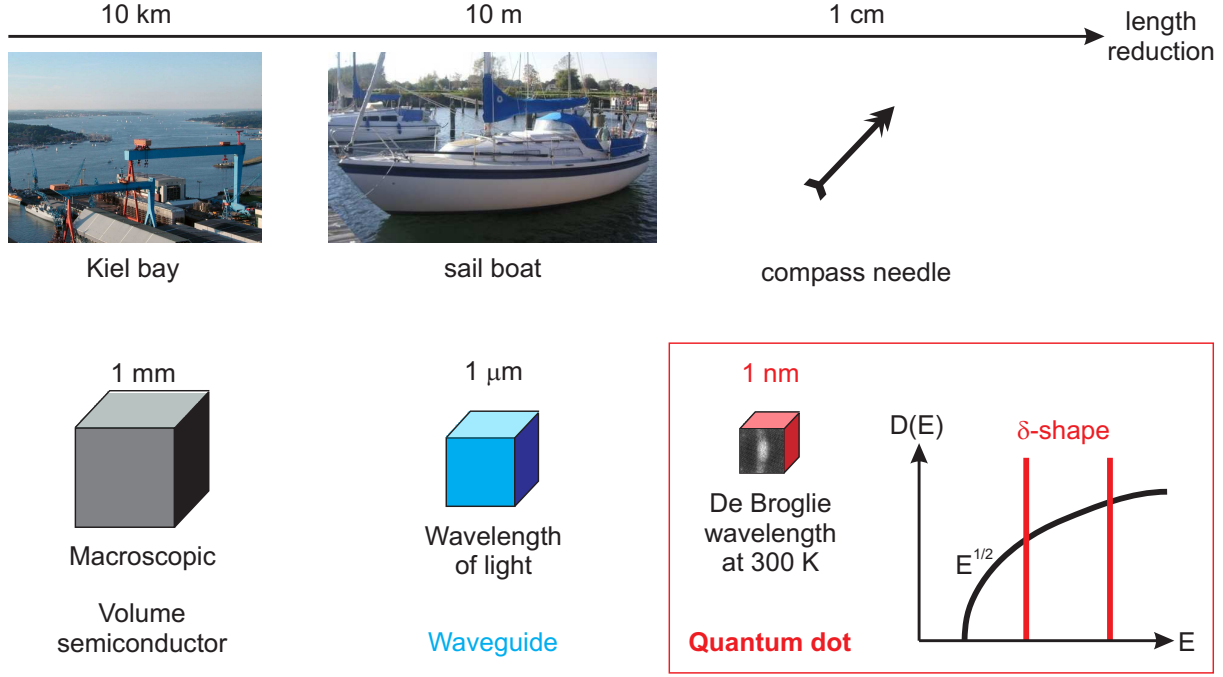 10 km
10 m
1 cm
length
reduction
Kiel bay
sail boat
compass needle
1 mm
1 μm
1 nm
D(E)
δ-shape
E^1/2
E
Macroscopic
Wavelength
of light
De Broglie
wavelength
at 300 K
Volume
semiconductor
Waveguide
Quantum dot